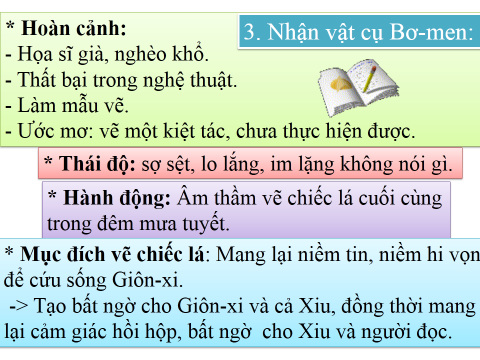 3. Nhận vật cụ Bơ-men:
* Hoàn cảnh:
- Họa sĩ già, nghèo khổ.
- Thất bại trong nghệ thuật.
- Làm mẫu vẽ.
- Ước mơ: vẽ một kiệt tác, chưa thực hiện được.
* Thái độ: sợ sệt, lo lắng, im lặng không nói gì.
* Hành động: Âm thầm vẽ chiếc lá cuối cùng
trong đêm mưa tuyết.
* Mục đích vẽ chiếc lá: Mang lại niềm tin, niềm hi vọn
để cứu sống Giôn-xi.
-> Tạo bất ngờ cho Giôn-xi và cả Xiu, đồng thời mang
lại cảm giác hồi hộp, bất ngờ cho Xiu và người đọc.